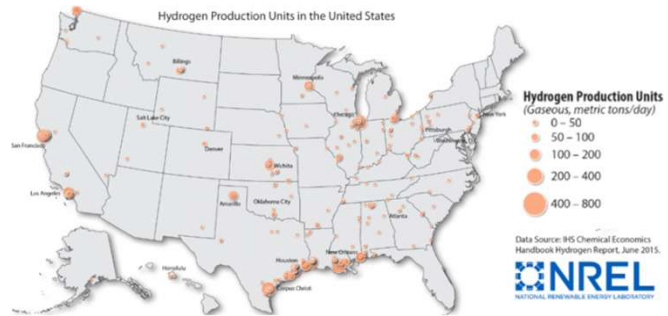 Hydrogen Production Units in the United States
Billings
Minneapolis
Salt Lake City
Chicago
New York
Pittsburgh
Washington
Denver
San Francisco
Wichita
Los Angeles
Amarillo
Oklahoma City
Atlanta
Honolulu
Houston
New Orleans
Corpus Christi
Hydrogen Production Units
(Gaseous, metric tons/day)
0 – 50
50 – 100
100 – 200
200 – 400
400 – 800
Data Source: IHS Chemical Economics
Handbook Hydrogen Report, June 2015.
NREL
NATIONAL RENEWABLE ENERGY LABORATORY